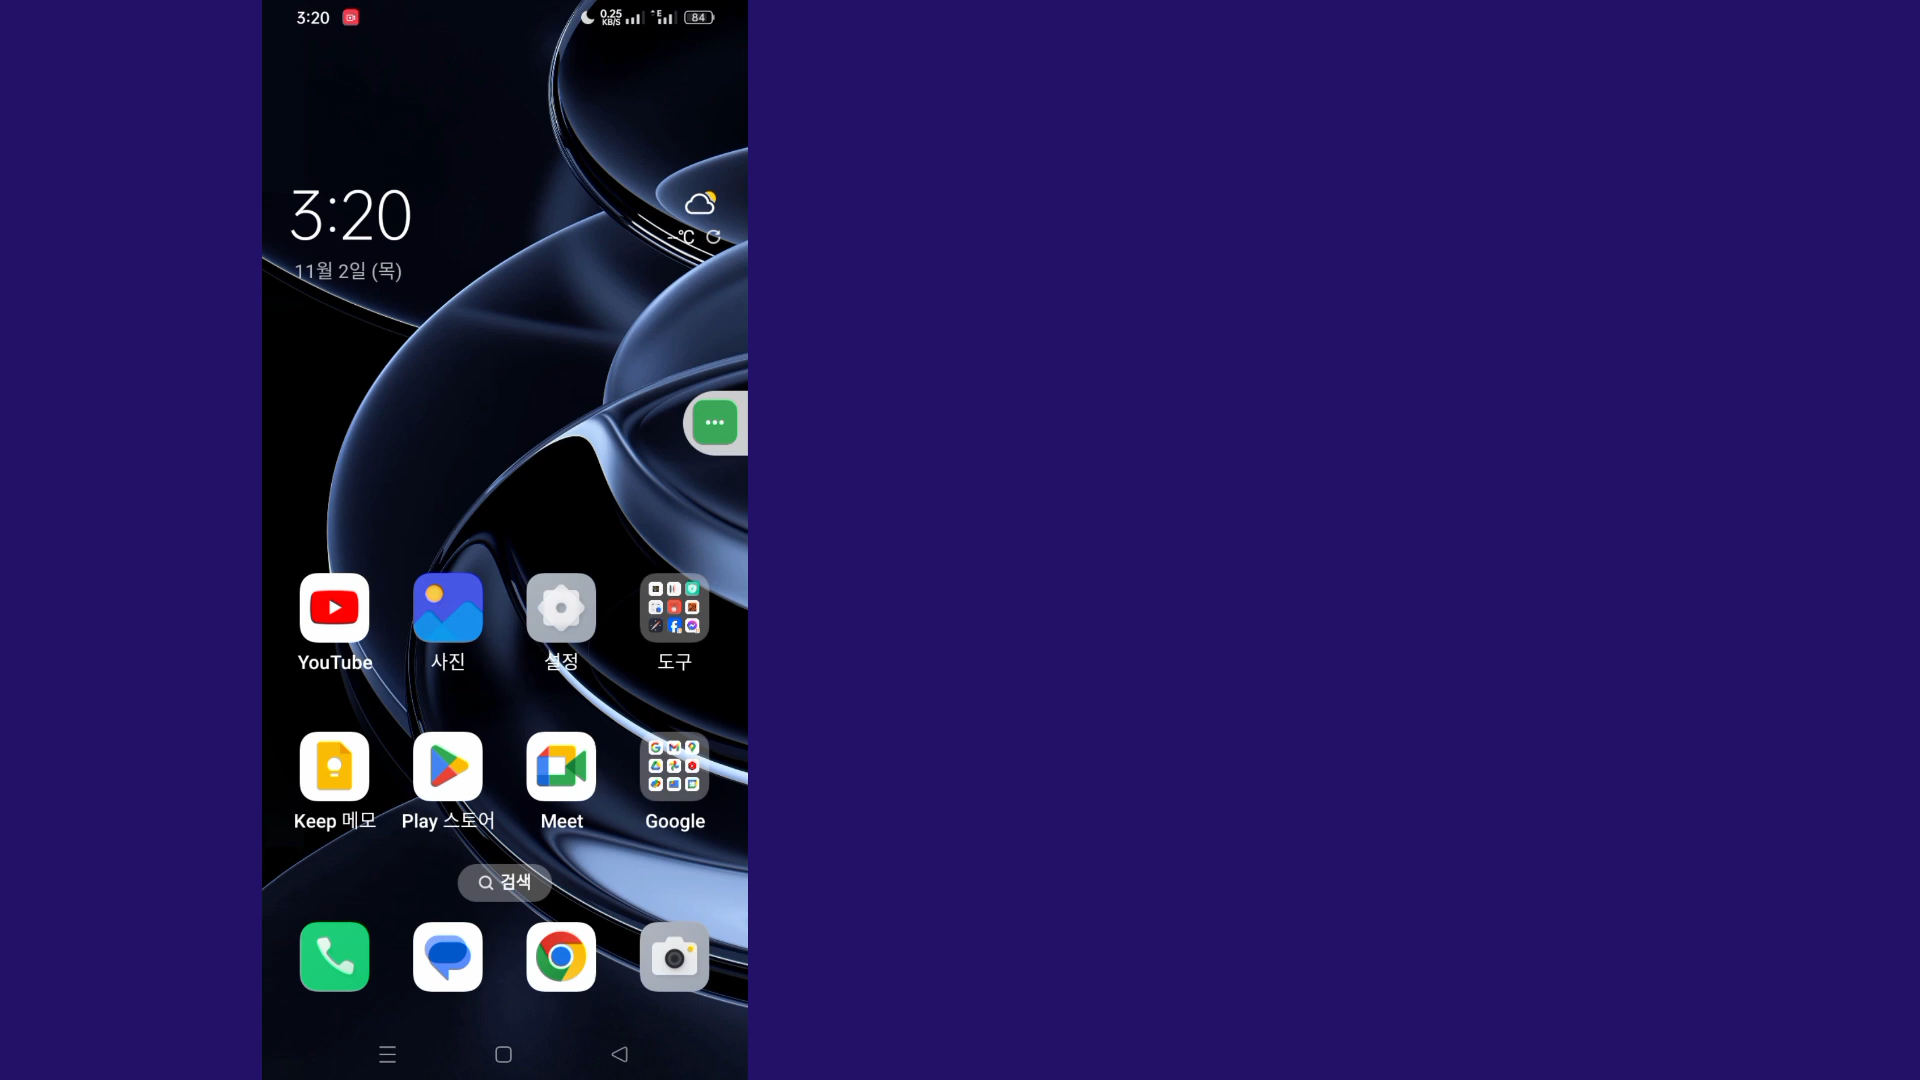 3:20
0.25
KB/S
E
84
3:20
--°C
11월 2일 (목)
YouTube
사진
설정
도구
Keep 메모
Play 스토어
Meet
Google
검색